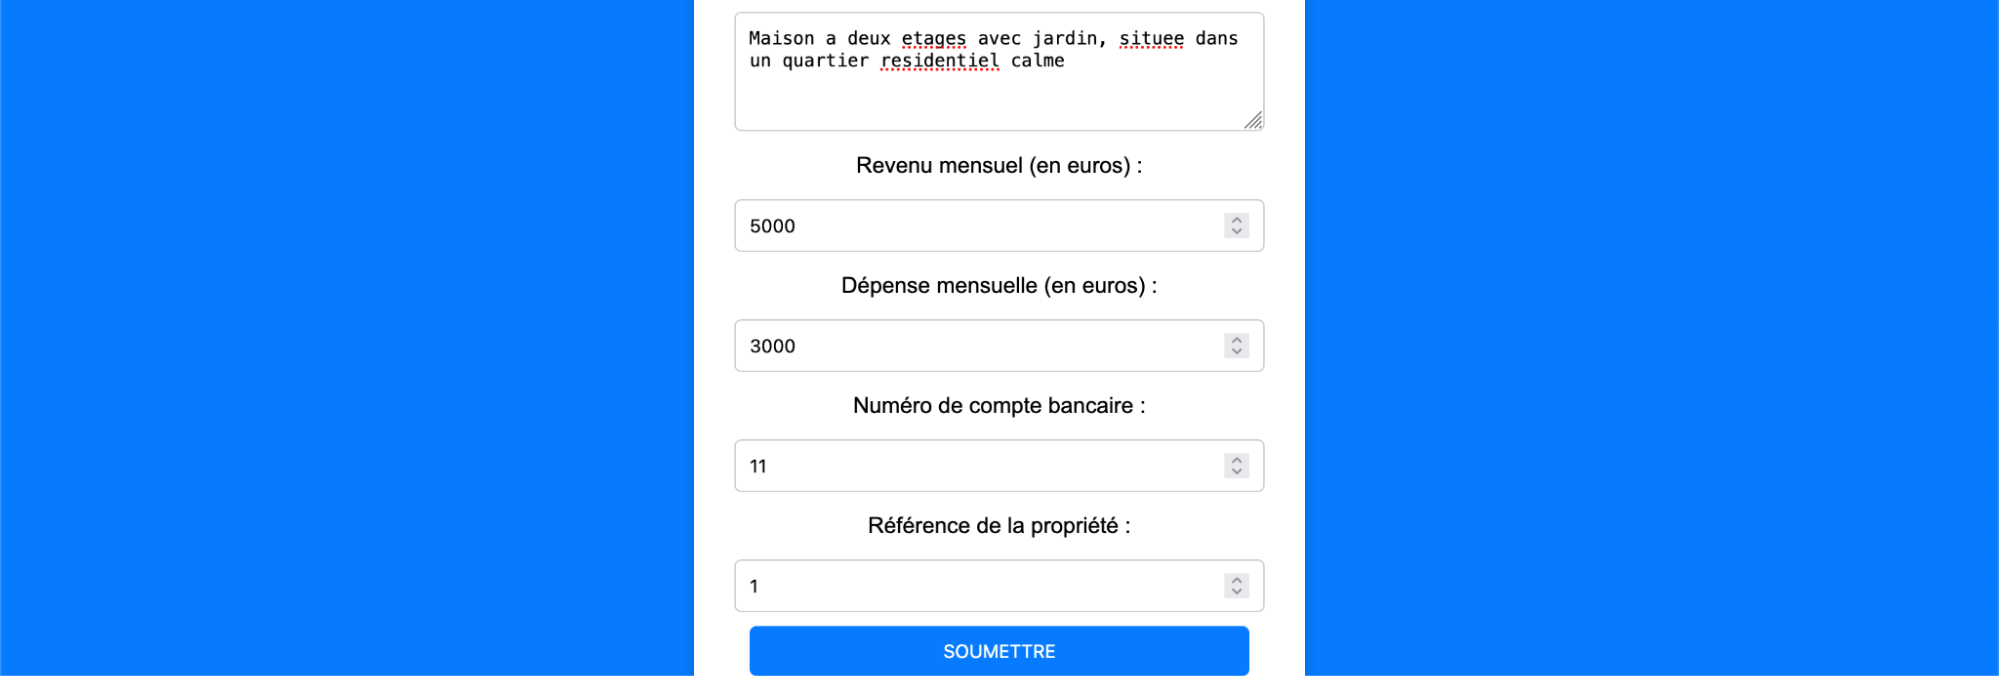 Maison a deux etages avec jardin, situee dans
un quartier residentiel calme
Revenu mensuel (en euros) :
5000
Dépense mensuelle (en euros) :
3000
Numéro de compte bancaire :
11
Référence de la propriété :
1
SOUMETTRE